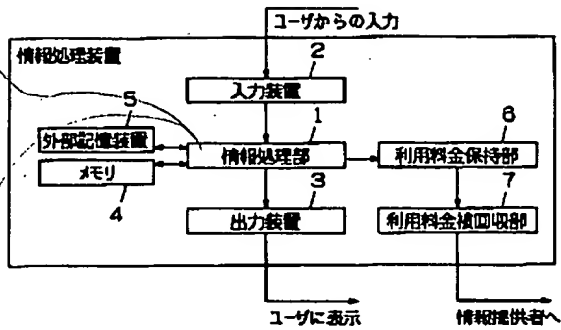 ユーザからの入力
情報処理装置
2
入力装置
5
1
6
外部記憶装置
情報処理部
利用料金保持部
メモリ
4
3
7
出力装置
利用料金被回収部
ユーザに表示
情報提供者へ